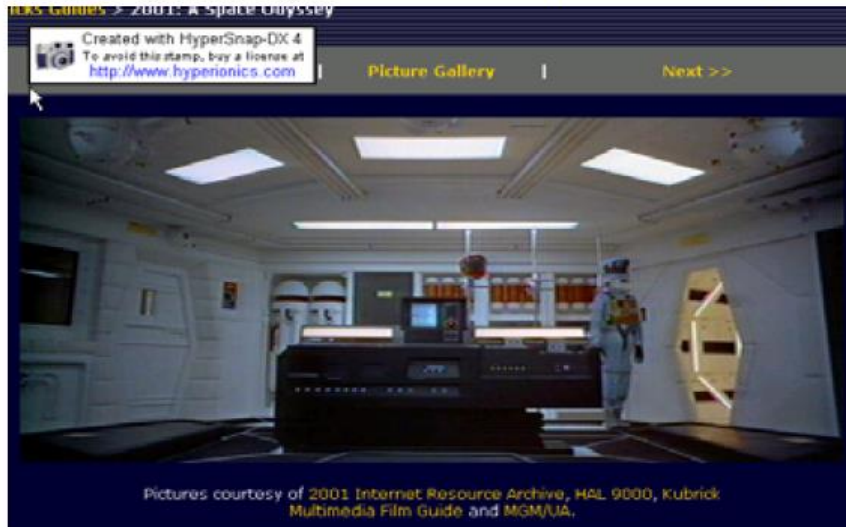 icks Guides > 2001: A Space Odyssey
Created with HyperSnap-DX 4
To avoid this stamp, buy a license at
http://www.hyperionics.com
| Picture Gallery | Next >>
Pictures courtesy of 2001 Internet Resource Archive, HAL 9000, Kubrick
Multimedia Film Guide and MGM/UA.